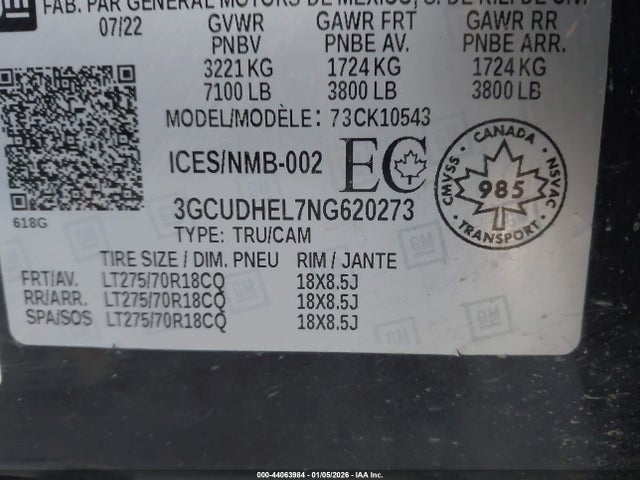 GM
FAB. PAR GENERAL MOTORS DE MEXICO, S. DE R.L. DE C.V.
07/22 GVWR GAWR FRT GAWR RR
PNBV PNBE AV. PNBE ARR.
3221 KG 1724 KG 1724 KG
7100 LB 3800 LB 3800 LB
MODEL/MODÈLE: 73CK10543
ICES/NMB-002 EC
CANADA
CMVSS 985 NSVAC
TRANSPORT
618G
3GCUDHEL7NG620273
TYPE: TRU/CAM
TIRE SIZE / DIM. PNEU RIM / JANTE
FRT/AV. LT275/70R18CQ 18X8.5J
RR/ARR. LT275/70R18CQ 18X8.5J
SPA/SOS LT275/70R18CQ 18X8.5J
000-44063984 - 01/05/2026 - IAA Inc.